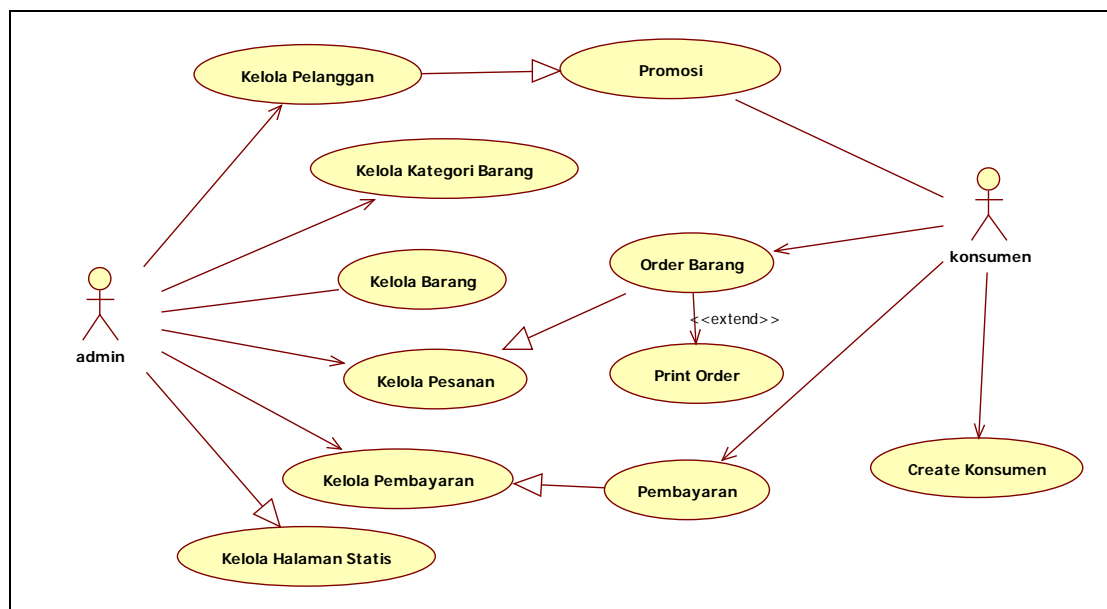 Kelola Pelanggan
Promosi
Kelola Kategori Barang
konsumen
Order Barang
Kelola Barang
<<extend>>
admin
Print Order
Kelola Pesanan
Create Konsumen
Kelola Pembayaran
Pembayaran
Kelola Halaman Statis